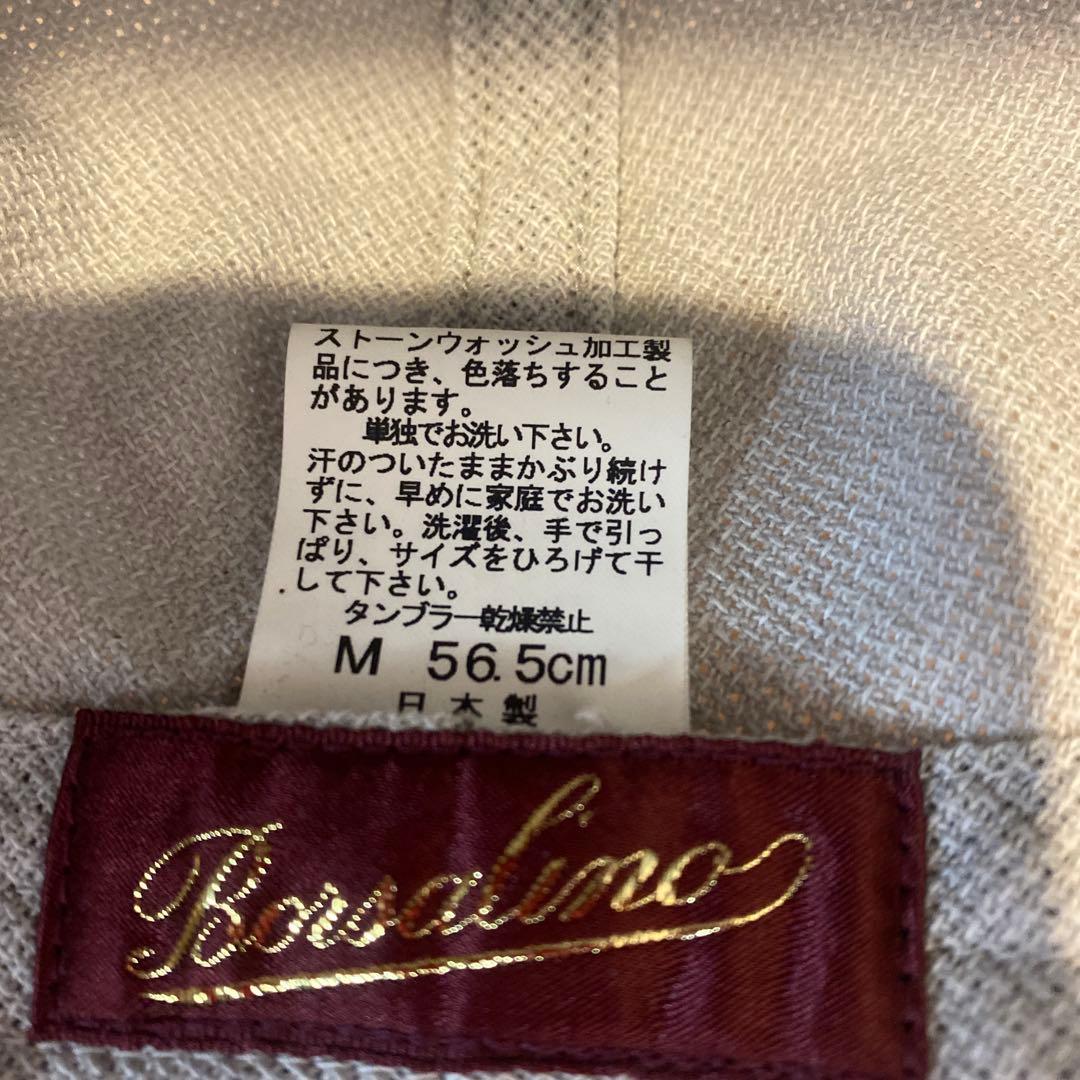 ストーンウォッシュ加工製
品につき、色落ちすること
があります。
単独でお洗い下さい。
汗のついたままかぶり続け
ずに、早めに家庭でお洗い
下さい。洗濯後、手で引っ
ぱり、サイズをひろげて干
して下さい。
タンブラー乾燥禁止
M 56.5cm
日本製
Borsalino